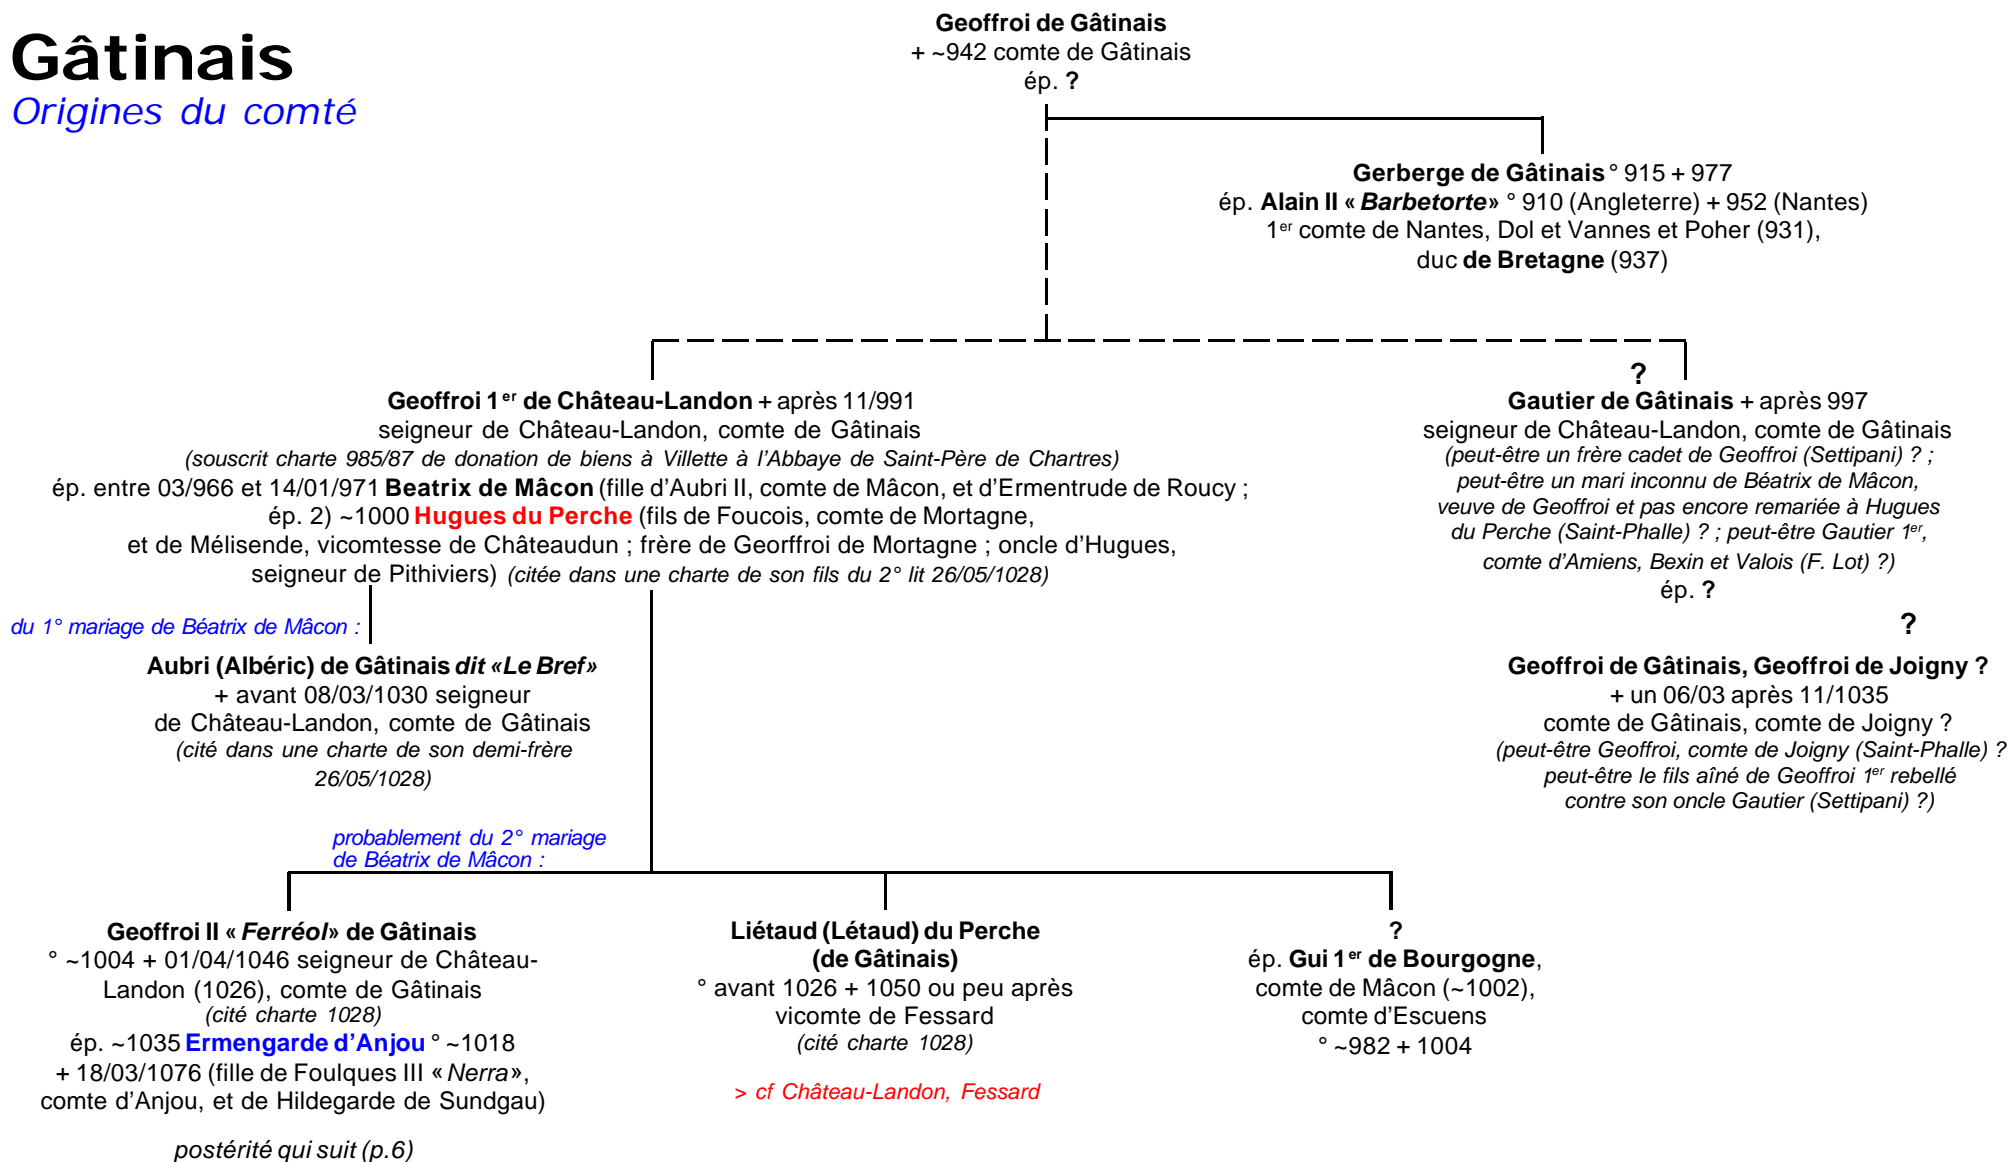 Gâtinais
Origines du comté
Geoffroi de Gâtinais
+ ~942 comte de Gâtinais
ép. ?
Gerberge de Gâtinais ° 915 + 977
ép. Alain II « Barbetorte» ° 910 (Angleterre) + 952 (Nantes)
1er comte de Nantes, Dol et Vannes et Poher (931),
duc de Bretagne (937)
Geoffroi 1er de Château-Landon + après 11/991
seigneur de Château-Landon, comte de Gâtinais
(souscrit charte 985/87 de donation de biens à Villette à l'Abbaye de Saint-Père de Chartres)
ép. entre 03/966 et 14/01/971 Beatrix de Mâcon (fille d'Aubri II, comte de Mâcon, et d'Ermentrude de Roucy ;
ép. 2) ~1000 Hugues du Perche (fils de Foucois, comte de Mortagne,
et de Mélisende, vicomtesse de Châteaudun ; frère de Georffroi de Mortagne ; oncle d'Hugues,
seigneur de Pithiviers) (citée dans une charte de son fils du 2° lit 26/05/1028)
?
Gautier de Gâtinais + après 997
seigneur de Château-Landon, comte de Gâtinais
(peut-être un frère cadet de Geoffroi (Settipani) ? ;
peut-être un mari inconnu de Béatrix de Mâcon,
veuve de Geoffroi et pas encore remariée à Hugues
du Perche (Saint-Phalle) ? ; peut-être Gautier 1er,
comte d'Amiens, Bexin et Valois (F. Lot) ?)
ép. ?
du 1° mariage de Béatrix de Mâcon :
Aubri (Albéric) de Gâtinais dit «Le Bref»
+ avant 08/03/1030 seigneur
de Château-Landon, comte de Gâtinais
(cité dans une charte de son demi-frère
26/05/1028)
?
Geoffroi de Gâtinais, Geoffroi de Joigny ?
+ un 06/03 après 11/1035
comte de Gâtinais, comte de Joigny ?
(peut-être Geoffroi, comte de Joigny (Saint-Phalle) ?
peut-être le fils aîné de Geoffroi 1er rebellé
contre son oncle Gautier (Settipani) ?)
probablement du 2° mariage
de Béatrix de Mâcon :
Geoffroi II « Ferréol» de Gâtinais
° ~1004 + 01/04/1046 seigneur de Château-
Landon (1026), comte de Gâtinais
(cité charte 1028)
ép. ~1035 Ermengarde d'Anjou ° ~1018
+ 18/03/1076 (fille de Foulques III « Nerra»,
comte d'Anjou, et de Hildegarde de Sundgau)
postérité qui suit (p.6)
Liétaud (Létaud) du Perche
(de Gâtinais)
° avant 1026 + 1050 ou peu après
vicomte de Fessard
(cité charte 1028)
> cf Château-Landon, Fessard
?
ép. Gui 1er de Bourgogne,
comte de Mâcon (~1002),
comte d'Escuens
° ~982 + 1004